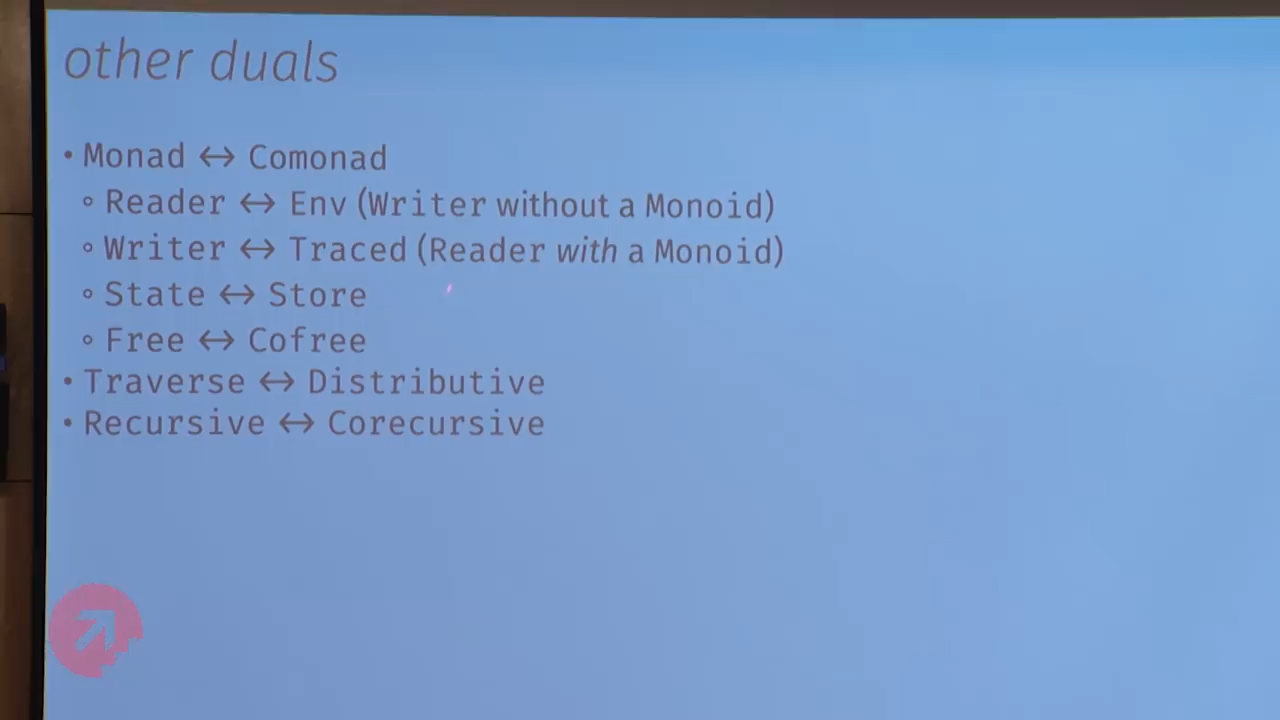 other duals
• Monad ↔ Comonad
◦ Reader ↔ Env (Writer without a Monoid)
◦ Writer ↔ Traced (Reader with a Monoid)
◦ State ↔ Store
◦ Free ↔ Cofree
• Traverse ↔ Distributive
• Recursive ↔ Corecursive